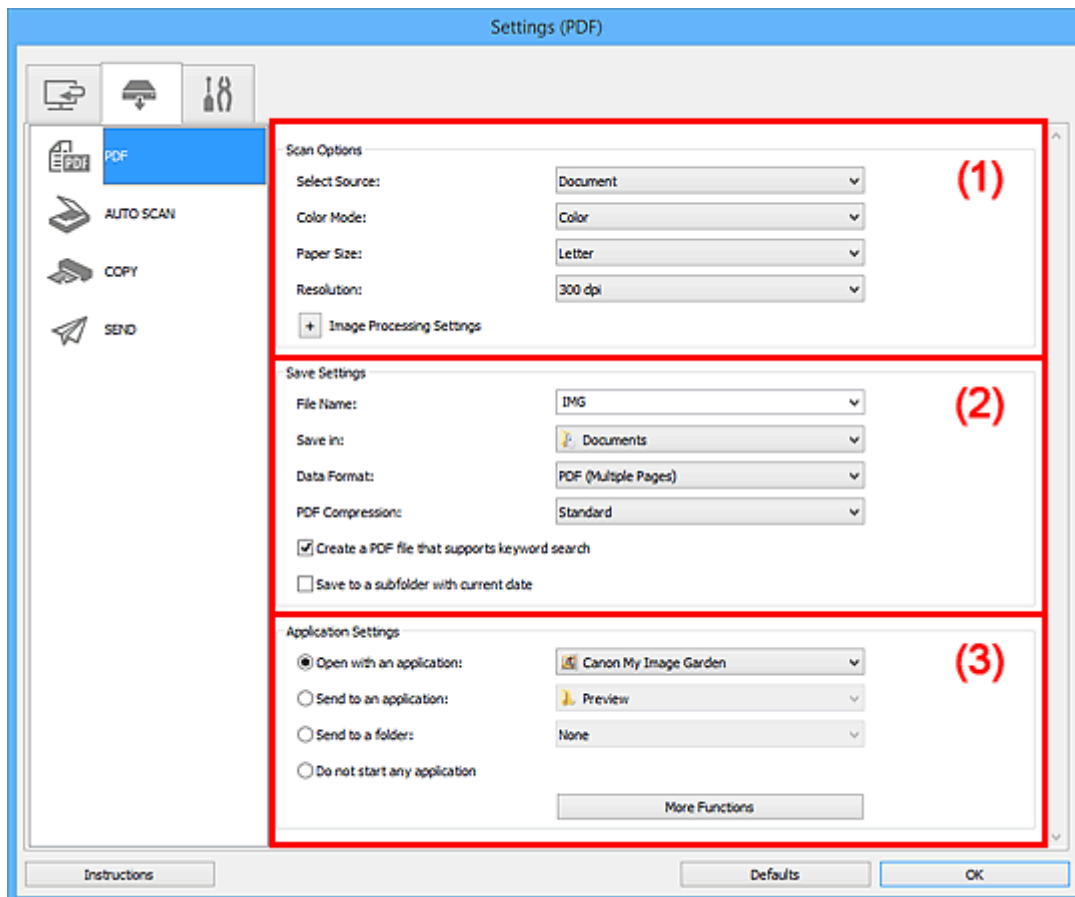 Settings (PDF)
PDF
PDF
AUTO SCAN
COPY
SEND
Scan Options
(1)
Select Source: Document
Color Mode: Color
Paper Size: Letter
Resolution: 300 dpi
+ Image Processing Settings
Save Settings
(2)
File Name: IMG
Save in: Documents
Data Format: PDF (Multiple Pages)
PDF Compression: Standard
Create a PDF file that supports keyword search
Save to a subfolder with current date
Application Settings
(3)
Open with an application: Canon My Image Garden
Send to an application: Preview
Send to a folder: None
Do not start any application
More Functions
Instructions Defaults OK